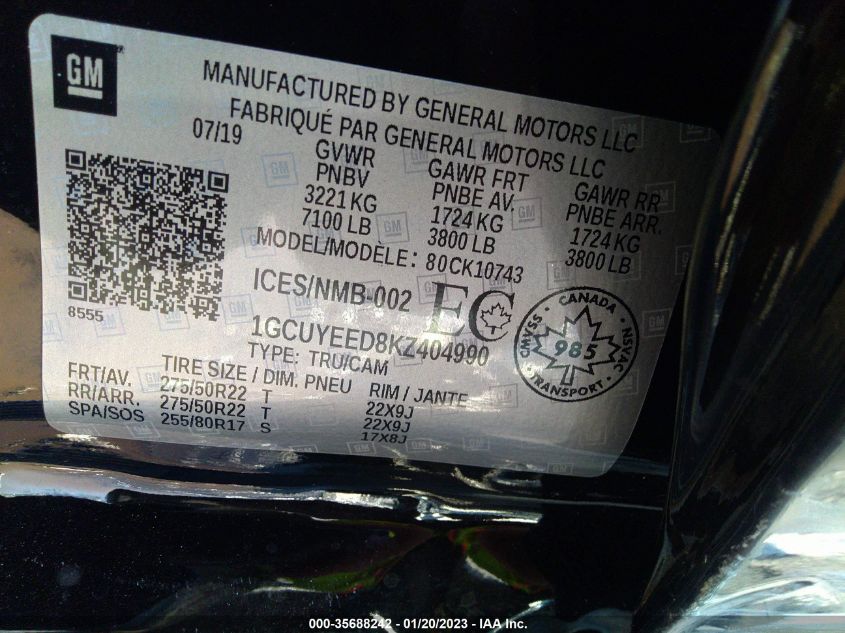 GM
MANUFACTURED BY GENERAL MOTORS LLC
FABRIQUÉ PAR GENERAL MOTORS LLC
07/19
GVWR GAWR FRT GAWR RR
PNBV PNBE AV. PNBE ARR.
3221 KG 1724 KG 1724 KG
7100 LB 3800 LB 3800 LB
MODEL/MODELE: 80CK10743
8555
ICES/NMB-002 EC
1GCUYEED8KZ404990
TYPE: TRU/CAM
CANADA
SSAWD NSVAC
985
TRANSPORT
TIRE SIZE / DIM. PNEU RIM / JANTE
FRT/AV. 275/50R22 T 22X9J
RR/ARR. 275/50R22 T 22X9J
SPA/SOS 255/80R17 S 17X8J
000-35688242 - 01/20/2023 - IAA Inc.